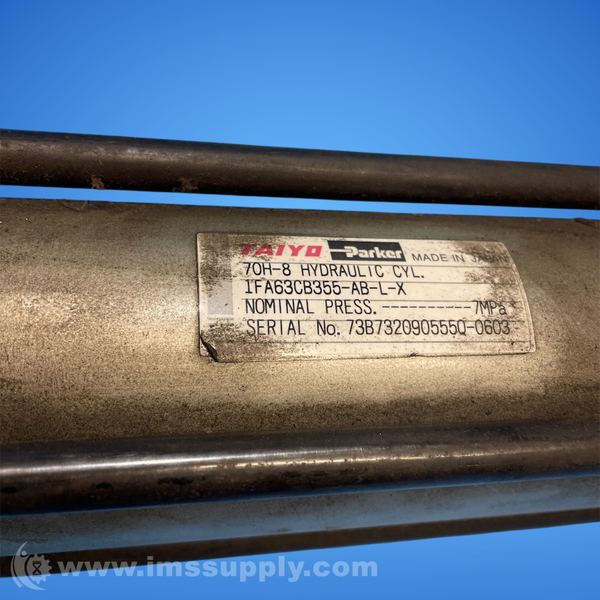 TAIYO Parker MADE IN JAPAN
70H-8 HYDRAULIC CYL.
1FA63CB355-AB-L-X
NOMINAL PRESS.----------7MPa
SERIAL No. 73B732090555Q-0603
www.imssupply.com